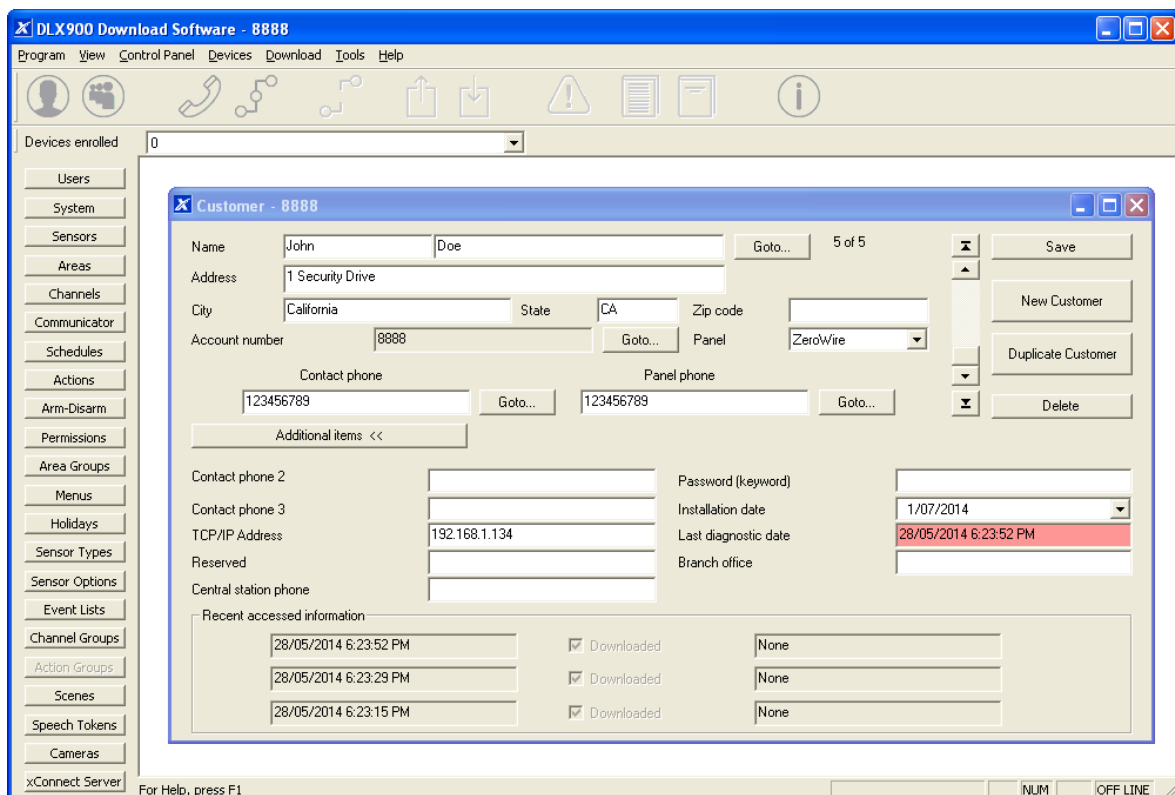 DLX900 Download Software - 8888
Program View Control Panel Devices Download Tools Help
Devices enrolled 0
Users
System
Sensors
Areas
Channels
Communicator
Schedules
Actions
Arm-Disarm
Permissions
Area Groups
Menus
Holidays
Sensor Types
Sensor Options
Event Lists
Channel Groups
Action Groups
Scenes
Speech Tokens
Cameras
xConnect Server
Customer - 8888
Name John Doe Goto... 5 of 5 Save
Address 1 Security Drive
City California State CA Zip code New Customer
Account number 8888 Goto... Panel ZeroWire Duplicate Customer
Contact phone Panel phone
123456789 Goto... 123456789 Goto... Delete
Additional items <<
Contact phone 2 Password (keyword)
Contact phone 3 Installation date 1/07/2014
TCP/IP Address 192.168.1.134 Last diagnostic date 28/05/2014 6:23:52 PM
Reserved Branch office
Central station phone
Recent accessed information
28/05/2014 6:23:52 PM Downloaded None
28/05/2014 6:23:29 PM Downloaded None
28/05/2014 6:23:15 PM Downloaded None
For Help, press F1 NUM OFF LINE